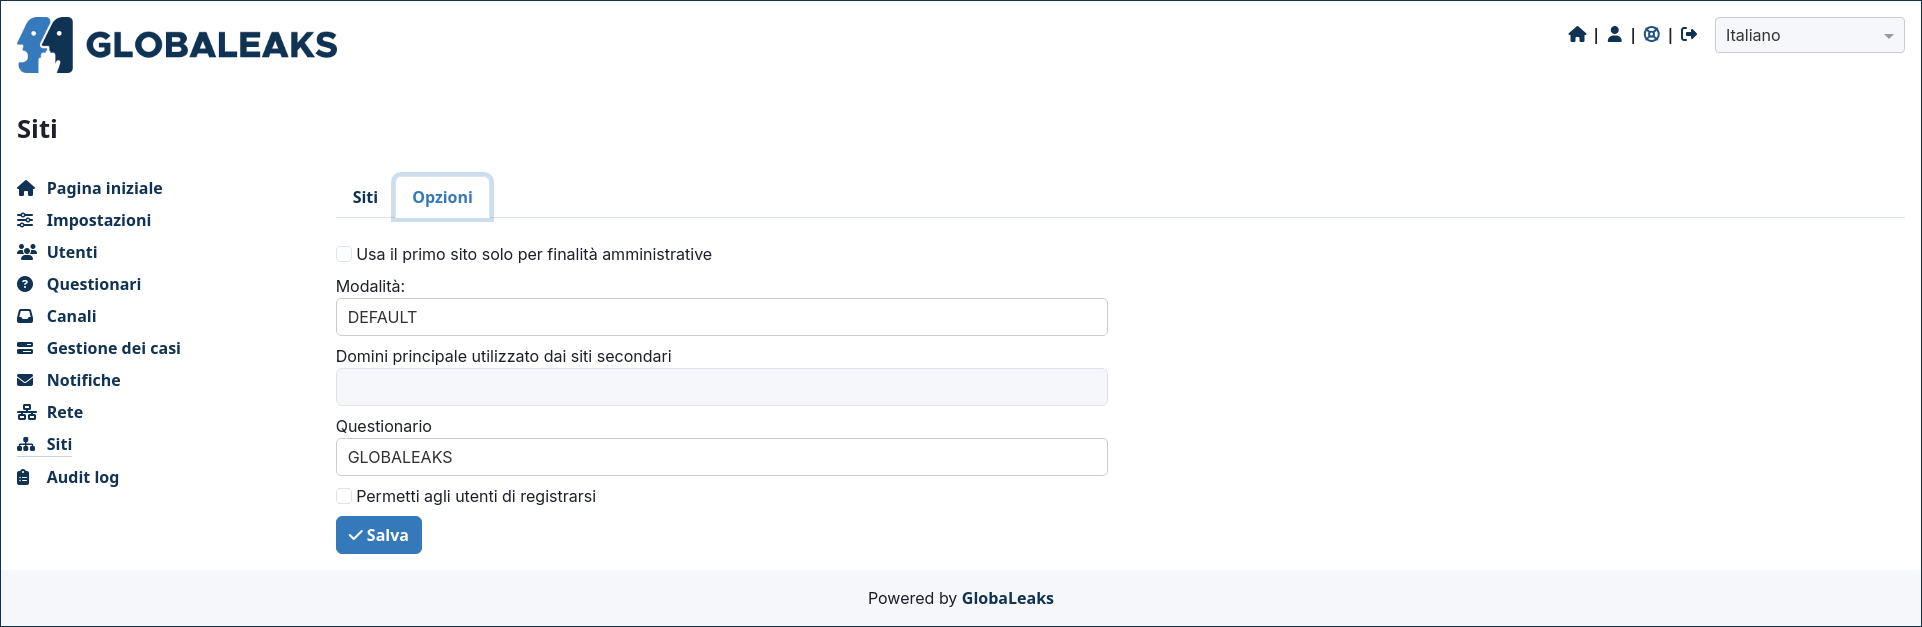 GLOBALEAKS
| | |
Italiano
Siti
Pagina iniziale
Impostazioni
Utenti
Questionari
Canali
Gestione dei casi
Notifiche
Rete
Siti
Audit log
Siti
Opzioni
Usa il primo sito solo per finalità amministrative
Modalità:
DEFAULT
Domini principale utilizzato dai siti secondari
Questionario
GLOBALEAKS
Permetti agli utenti di registrarsi
Salva
Powered by GlobaLeaks